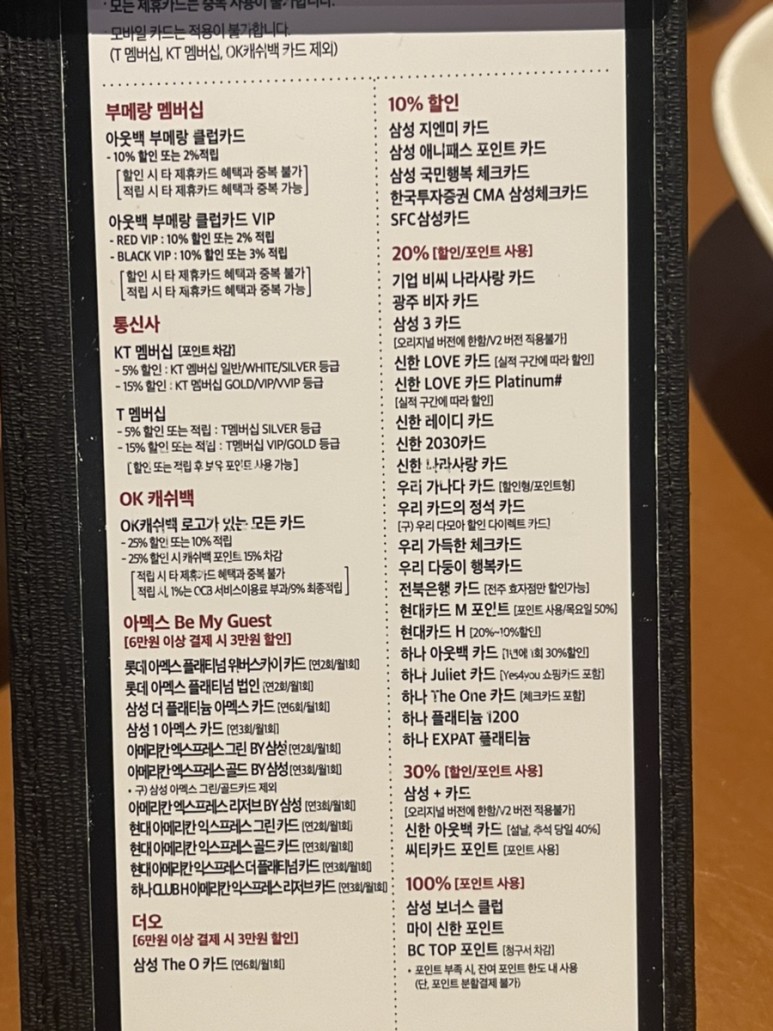 · 모든 제휴카드는 중복 사용이 불가합니다.
· 모바일 카드는 적용이 불가합니다.
(T 멤버십, KT 멤버십, OK캐쉬백 카드 제외)
부메랑 멤버십
아웃백 부메랑 클럽카드
- 10% 할인 또는 2%적립
[할인 시 타 제휴카드 혜택과 중복 불가
적립 시 타 제휴카드 혜택과 중복 가능]
아웃백 부메랑 클럽카드 VIP
- RED VIP : 10% 할인 또는 2% 적립
- BLACK VIP : 10% 할인 또는 3% 적립
[할인 시 타 제휴카드 혜택과 중복 불가
적립 시 타 제휴카드 혜택과 중복 가능]
통신사
KT 멤버십 [포인트 차감]
- 5% 할인 : KT 멤버십 일반/WHITE/SILVER 등급
- 15% 할인 : KT 멤버십 GOLD/VIP/VVIP 등급
T 멤버십
- 5% 할인 또는 적립 : T멤버십 SILVER 등급
- 15% 할인 또는 적립 : T멤버십 VIP/GOLD 등급
[할인 또는 적립 후 보유 포인트 사용 가능]
OK 캐쉬백
OK캐쉬백 로고가 있는 모든 카드
- 25% 할인 또는 10% 적립
- 25% 할인 시 캐쉬백 포인트 15% 차감
[적립 시 타 제휴카드 혜택과 중복 불가
적립 시, 1%는 OCB 서비스이용료 부과/9% 최종적립]
아멕스 Be My Guest
[6만원 이상 결제 시 3만원 할인]
롯데 아멕스 플래티넘 위버스카이 카드 [연2회/월1회]
롯데 아멕스 플래티넘 법인 [연2회/월1회]
삼성 더 플래티늄 아멕스 카드 [연6회/월1회]
삼성 1 아멕스 카드 [연3회/월1회]
아메리칸 엑스프레스 그린 BY 삼성 [연2회/월1회]
아메리칸 엑스프레스 골드 BY 삼성 [연3회/월1회]
• 구) 삼성 아멕스 그린/골드카드 제외
아메리칸 엑스프레스 리저브 BY 삼성 [연3회/월1회]
현대 아메리칸 익스프레스 그린 카드 [연2회/월1회]
현대 아메리칸 익스프레스 골드 카드 [연3회/월1회]
현대 아메리칸 익스프레스 더 플래티넘 카드 [연3회/월1회]
하나 CLUB H 아메리칸 익스프레스 리저브 카드 [연3회/월1회]
더오
[6만원 이상 결제 시 3만원 할인]
삼성 The O 카드 [연6회/월1회]
10% 할인
삼성 지엔미 카드
삼성 애니패스 포인트 카드
삼성 국민행복 체크카드
한국투자증권 CMA 삼성체크카드
SFC삼성카드
20% [할인/포인트 사용]
기업 비씨 나라사랑 카드
광주 비자 카드
삼성 3 카드
[오리지널 버전에 한함/V2 버전 적용불가]
신한 LOVE 카드 [실적 구간에 따라 할인]
신한 LOVE 카드 Platinum#
[실적 구간에 따라 할인]
신한 레이디 카드
신한 2030카드
신한 나라사랑 카드
우리 가나다 카드 [할인형/포인트형]
우리 카드의 정석 카드
[구) 우리 다모아 할인 다이렉트 카드]
우리 가득한 체크카드
우리 다둥이 행복카드
전북은행 카드 [전주 효자점만 할인가능]
현대카드 M 포인트 [포인트 사용/목요일 50%]
현대카드 H [20%~10%할인]
하나 아웃백 카드 [1년에 1회 30%할인]
하나 Juliet 카드 [Yes4you 쇼핑카드 포함]
하나 The One 카드 [체크카드 포함]
하나 플래티늄 1200
하나 EXPAT 플래티늄
30% [할인/포인트 사용]
삼성 + 카드
[오리지널 버전에 한함/V2 버전 적용불가]
신한 아웃백 카드 [설날, 추석 당일 40%]
씨티카드 포인트 [포인트 사용]
100% [포인트 사용]
삼성 보너스 클럽
마이 신한 포인트
BC TOP 포인트 [청구서 차감]
• 포인트 부족 시, 잔여 포인트 한도 내 사용
(단, 포인트 분할결제 불가)